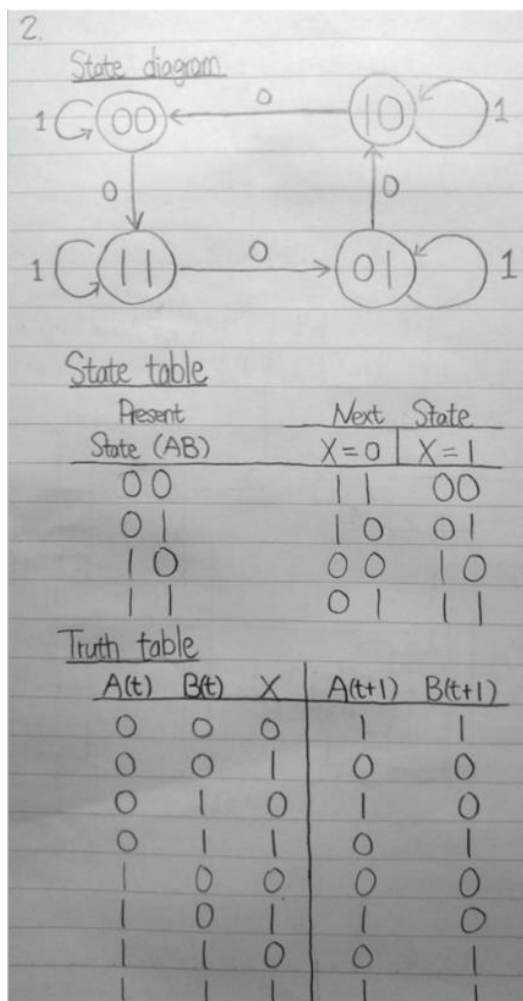 2.
State diagram
1 00 0 10 1
0 0
1 11 0 01 1
State table
Present Next State
State (AB) X=0 X=1
00 11 00
01 10 01
10 00 10
11 01 11
Truth table
A(t) B(t) X A(t+1) B(t+1)
0 0 0 1 1
0 0 1 0 0
0 1 0 1 0
0 1 1 0 1
1 0 0 0 0
1 0 1 1 0
1 1 0 0 1
1 1 1 1 1